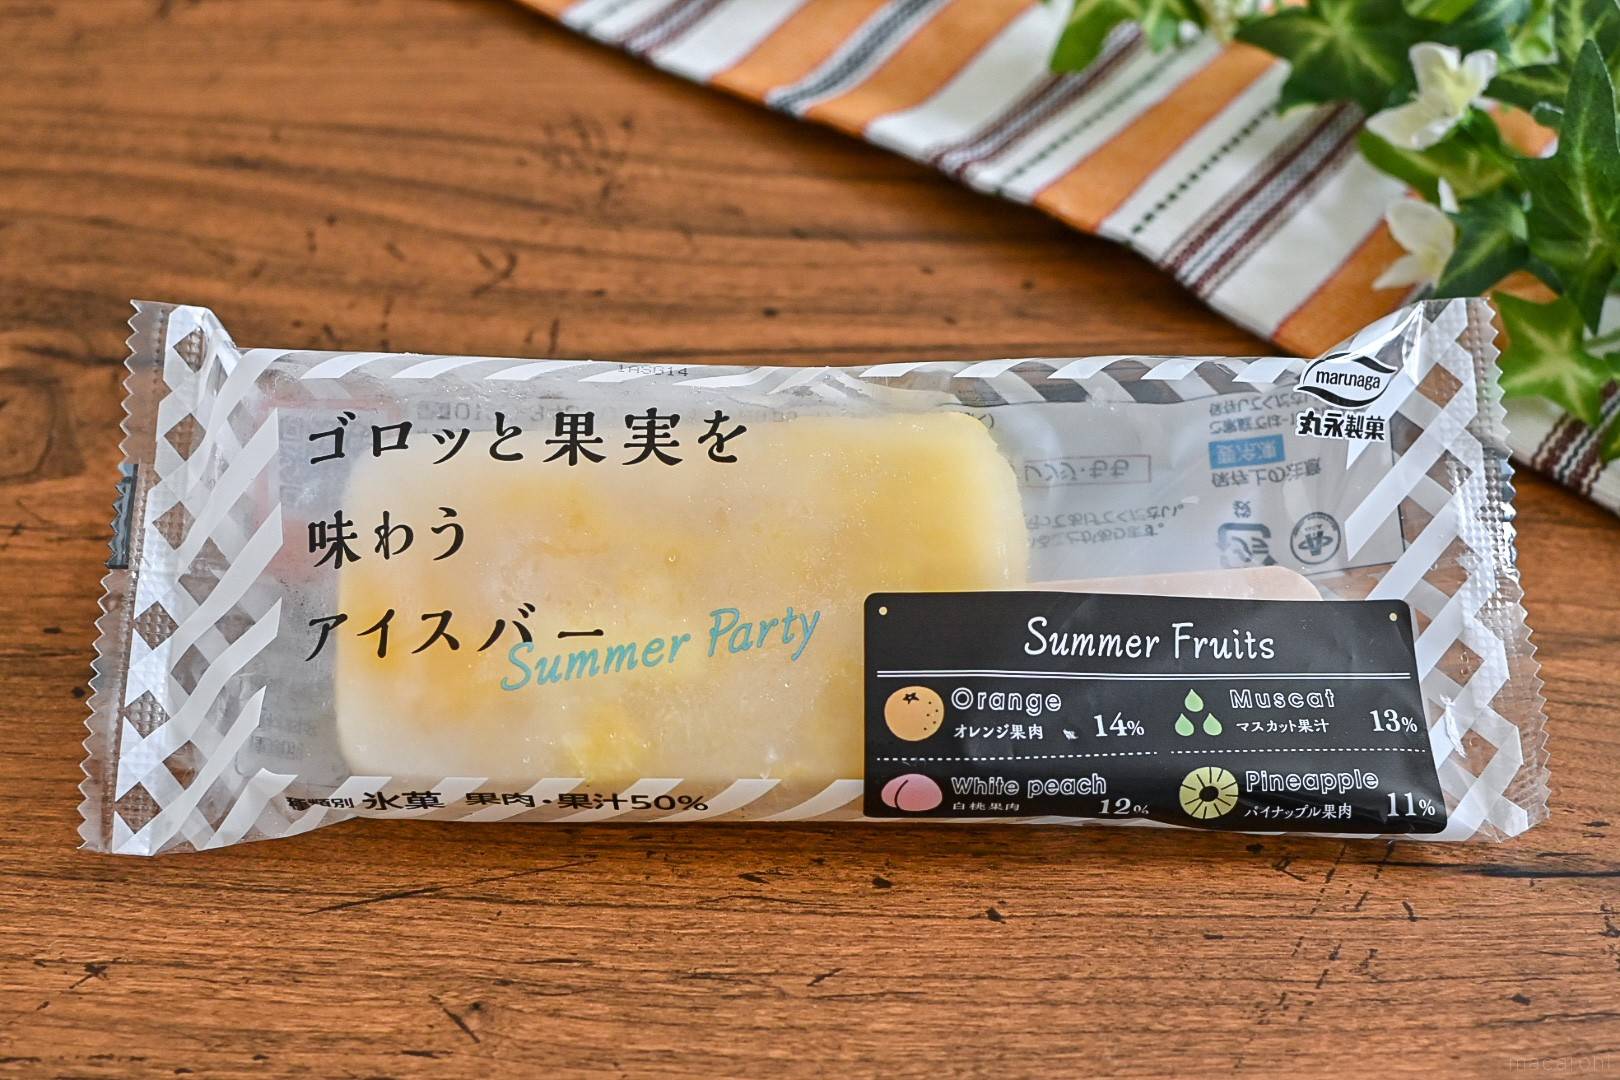 1AS614
marunaga
丸永製菓
ゴロッと果実を
味わう
アイスバー
Summer Party
Summer Fruits
Orange
オレンジ果肉 14%
Muscat
マスカット果汁 13%
White peach
白桃果肉 12%
Pineapple
パイナップル果肉 11%
種類別 氷菓 果肉・果汁50%
macaroni